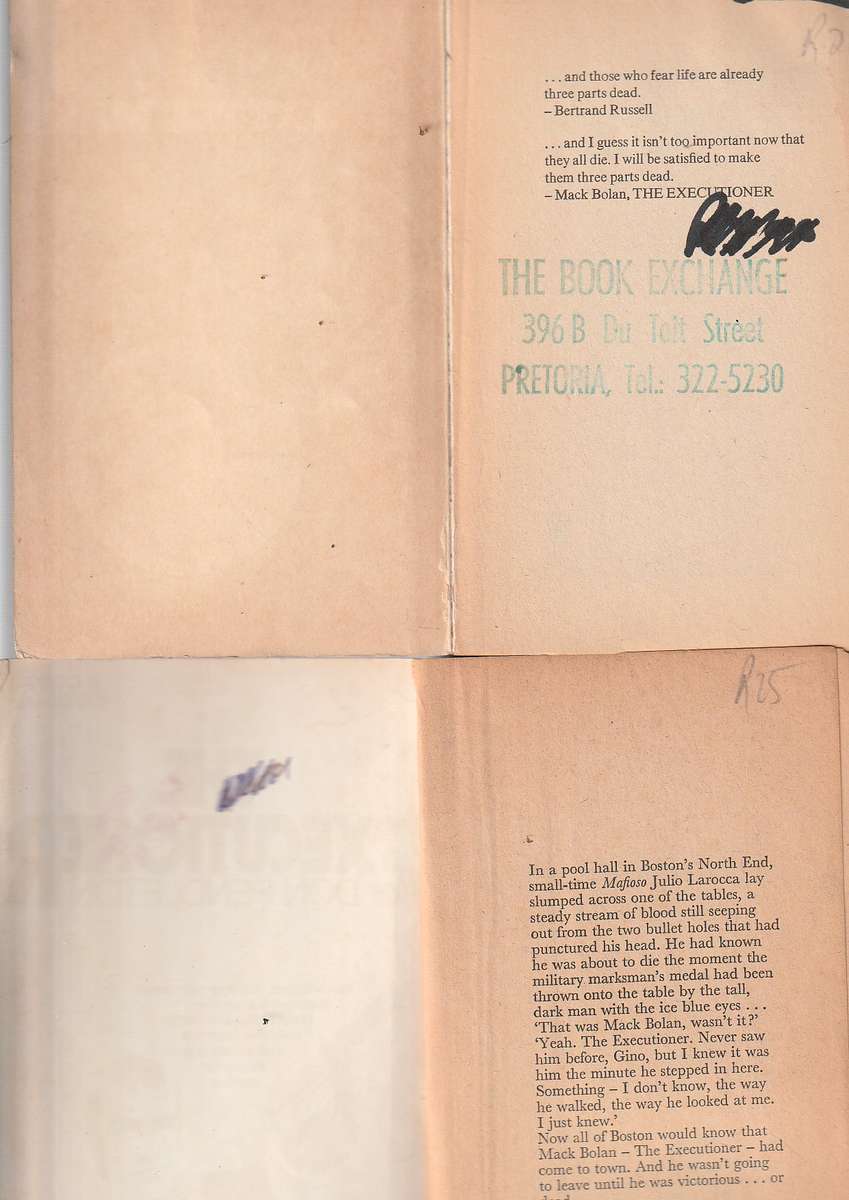 ... and those who fear life are already
three parts dead.
– Bertrand Russell
... and I guess it isn't too important now that
they all die. I will be satisfied to make
them three parts dead.
– Mack Bolan, THE EXECUTIONER
THE BOOK EXCHANGE
396 B Du Toit Street
PRETORIA, Tel.: 322-5230
R25
In a pool hall in Boston's North End,
small-time Mafioso Julio Larocca lay
slumped across one of the tables, a
steady stream of blood still seeping
out from the two bullet holes that had
punctured his head. He had known
he was about to die the moment the
military marksman's medal had been
thrown onto the table by the tall,
dark man with the ice blue eyes ...
'That was Mack Bolan, wasn't it?'
'Yeah. The Executioner. Never saw
him before, Gino, but I knew it was
him the minute he stepped in here.
Something – I don't know, the way
he walked, the way he looked at me.
I just knew.'
Now all of Boston would know that
Mack Bolan – The Executioner – had
come to town. And he wasn't going
to leave until he was victorious ... or